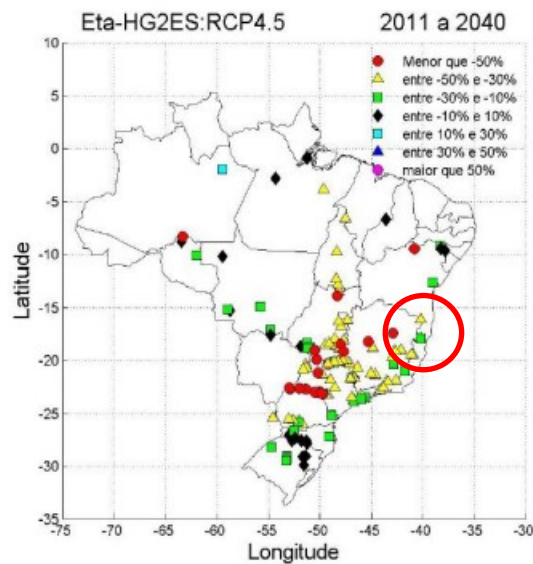 Eta-HG2ES:RCP4.5 2011 a 2040
Menor que -50%
entre -50% e -30%
entre -30% e -10%
entre -10% e 10%
entre 10% e 30%
entre 30% e 50%
maior que 50%
10
5
0
-5
-10
-15
-20
-25
-30
-35
Latitude
-75 -70 -65 -60 -55 -50 -45 -40 -35 -30
Longitude